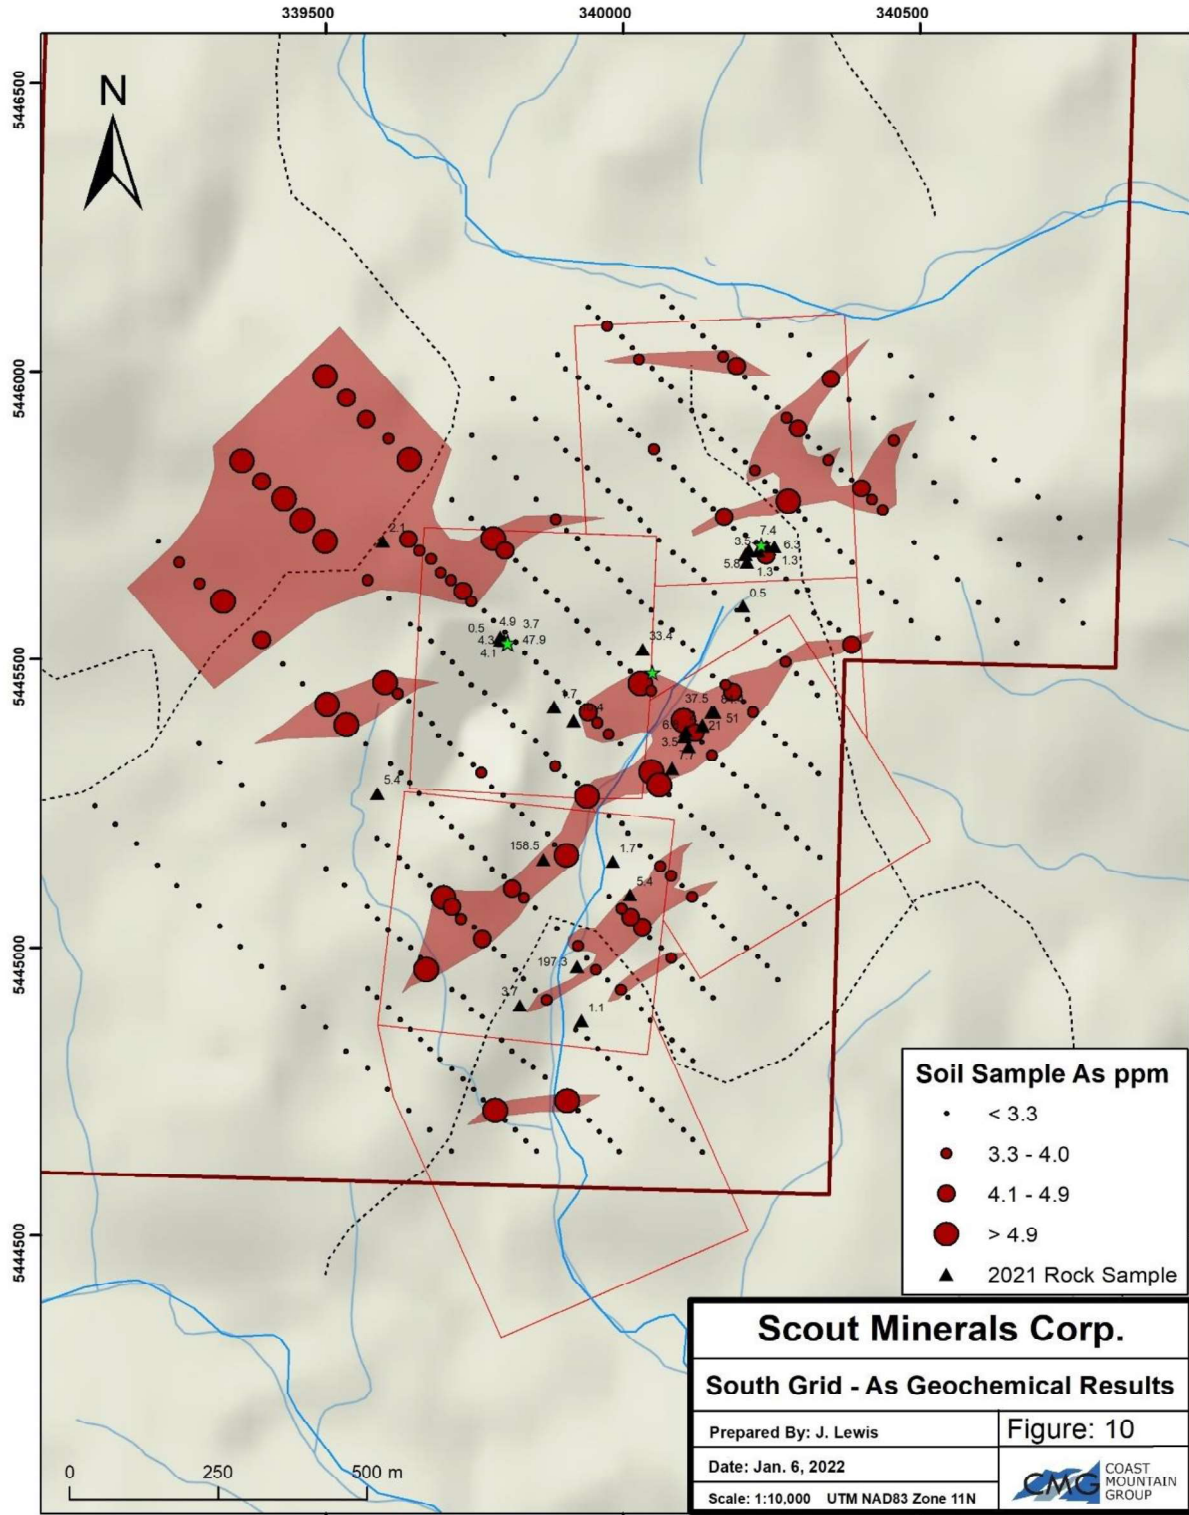 339500
340000
340500
5446500
N
5446000
2.1
7.4
3.5
6.3
5.8
1.3
1.3
0.5
4.9
3.7
0.5
4.3
47.9
4.1
33.4
5445500
37.5
51
21
3.5
7.7
5.4
158.5
1.7
5.4
5445000
197.3
3.7
1.1
Soil Sample As ppm
< 3.3
3.3 - 4.0
4.1 - 4.9
> 4.9
2021 Rock Sample
5444500
Scout Minerals Corp.
South Grid - As Geochemical Results
Prepared By: J. Lewis
Figure: 10
Date: Jan. 6, 2022
Scale: 1:10,000 UTM NAD83 Zone 11N
CMG
COAST
MOUNTAIN
GROUP
0
250
500 m